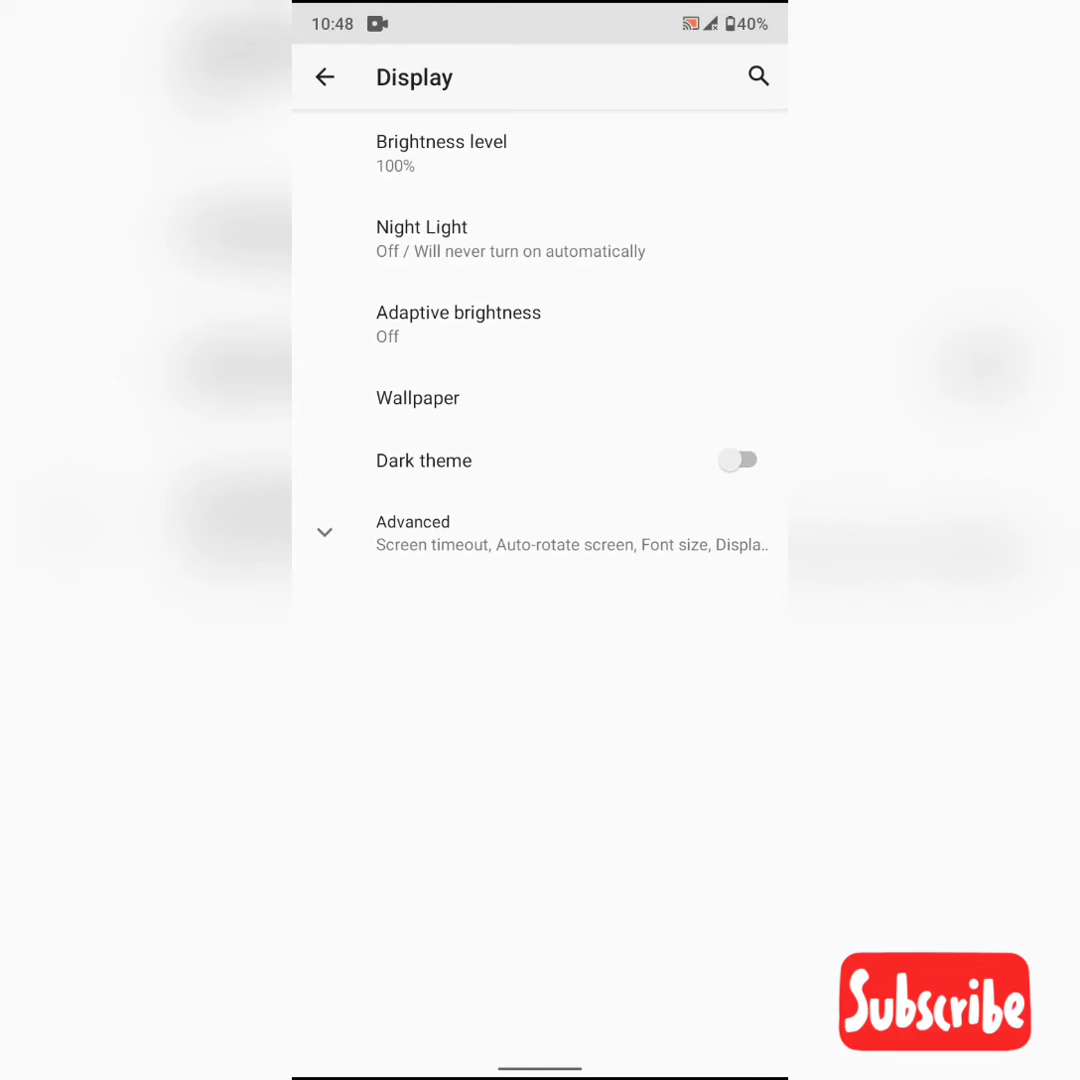 10:48 40%
Display
Brightness level
100%
Night Light
Off / Will never turn on automatically
Adaptive brightness
Off
Wallpaper
Dark theme
Advanced
Screen timeout, Auto-rotate screen, Font size, Displa..
Subscribe